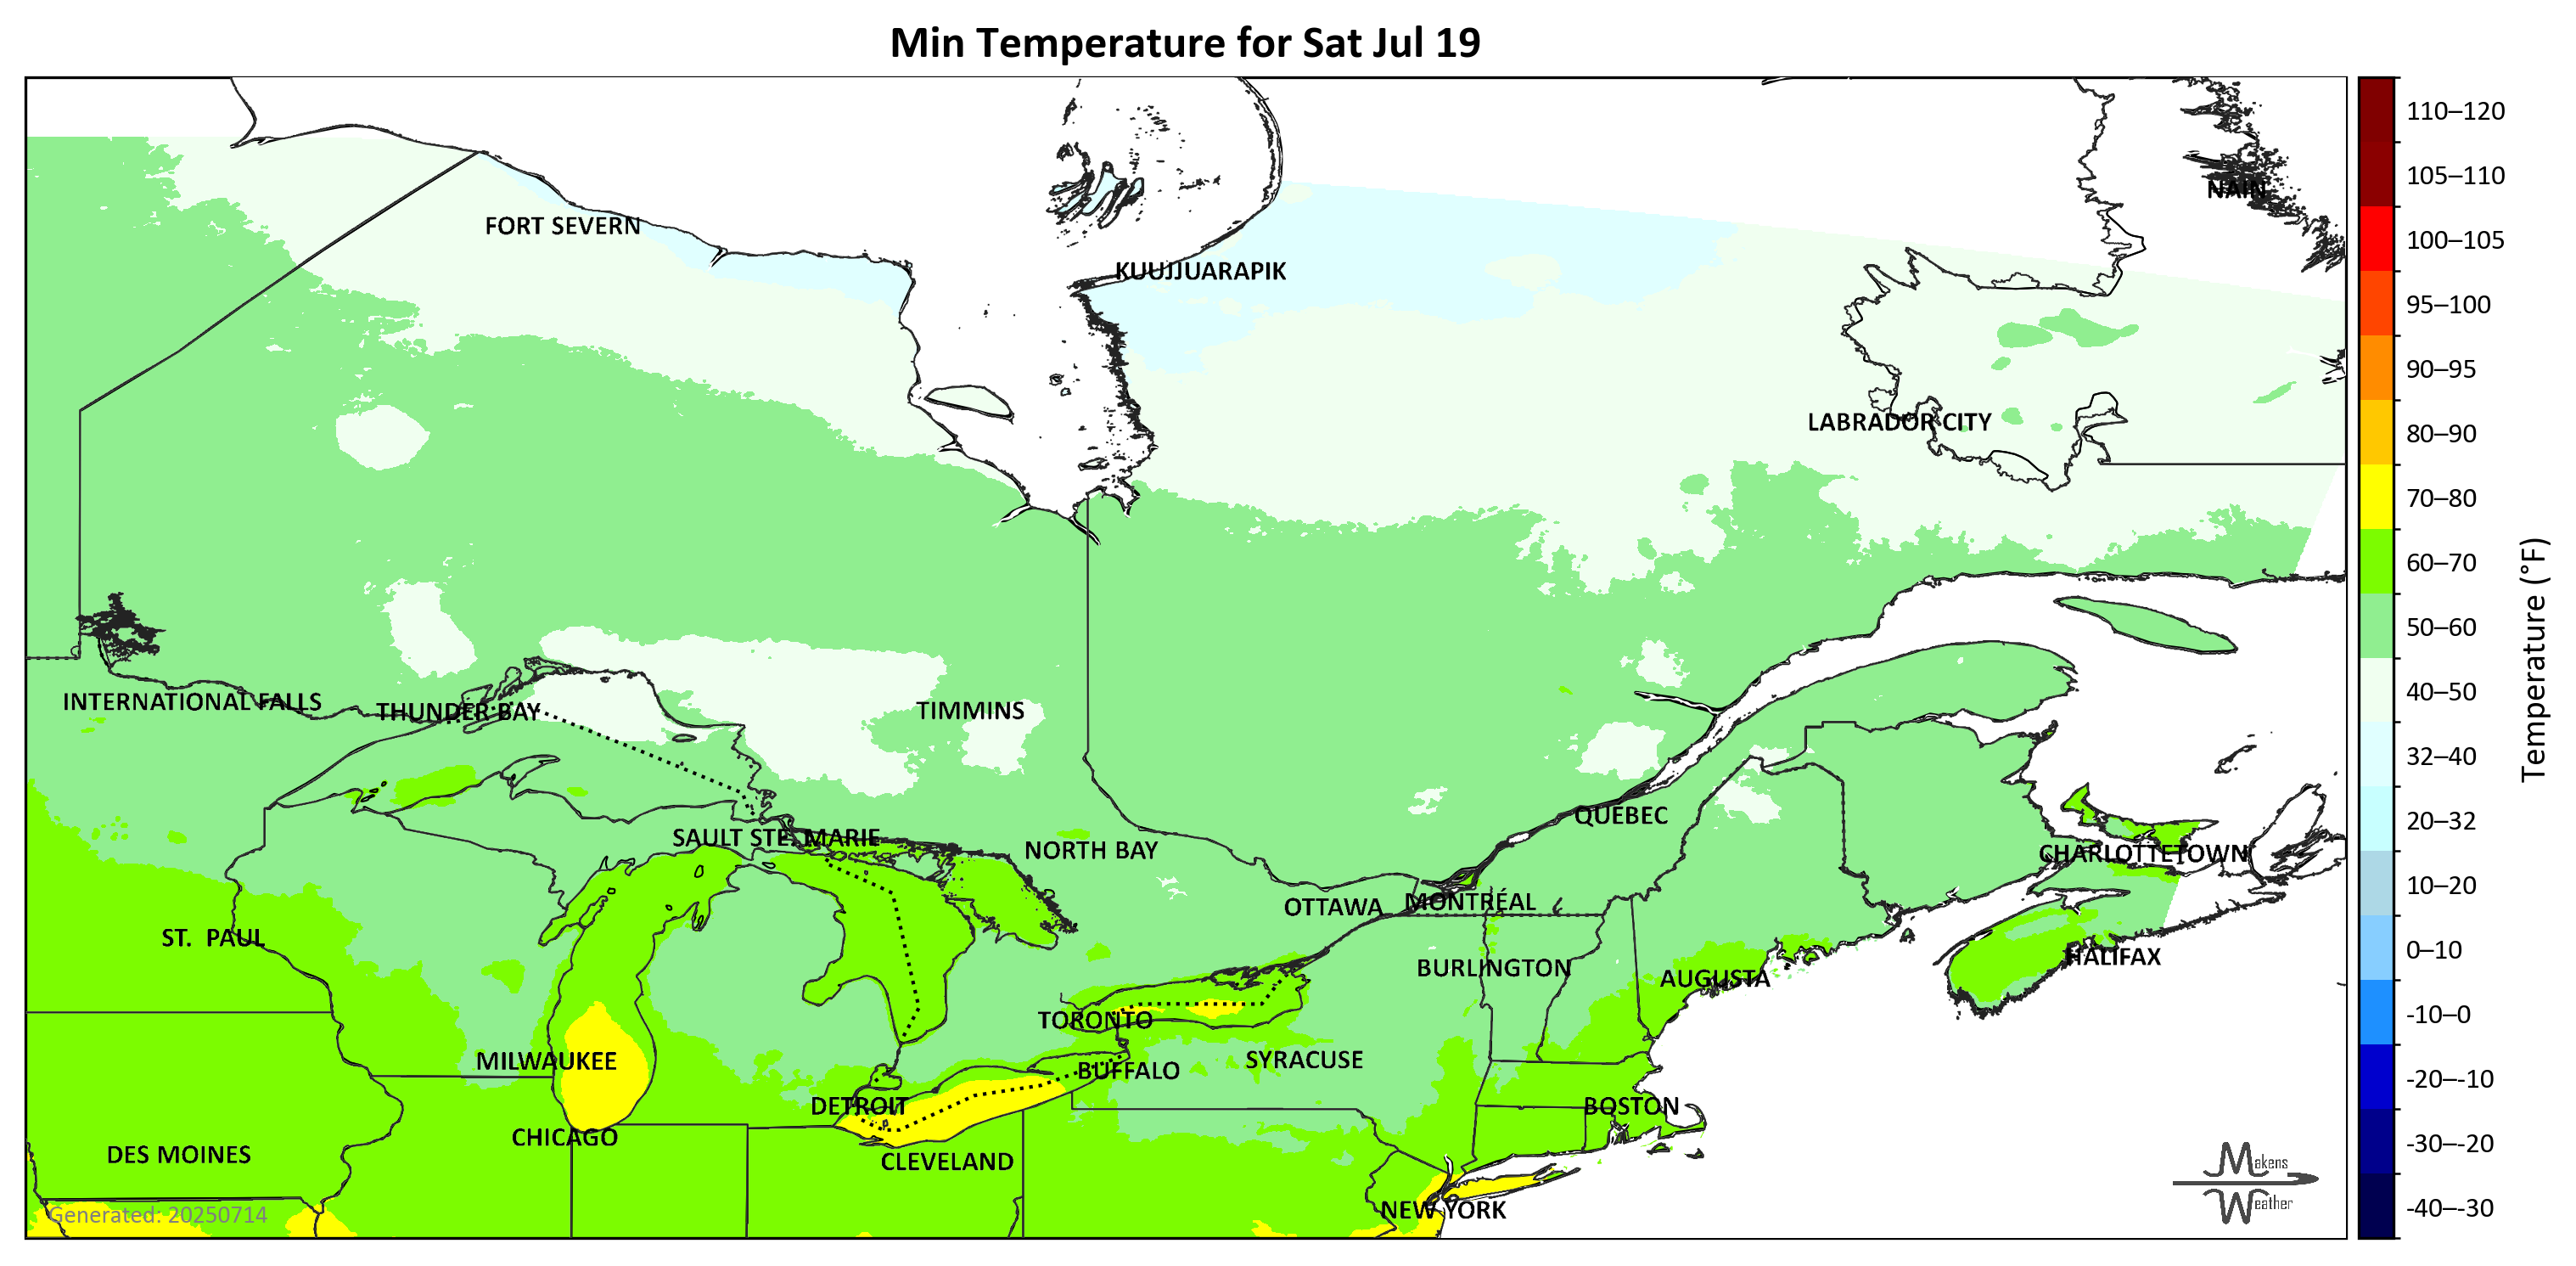 Min Temperature for Sat Jul 19
NAIN
FORT SEVERN
KUUJJUARAPIK
LABRADOR CITY
INTERNATIONAL FALLS
THUNDER BAY
TIMMINS
QUEBEC
SAULT STE. MARIE
NORTH BAY
CHARLOTTETOWN
OTTAWA
MONTRÉAL
ST. PAUL
HALIFAX
BURLINGTON
AUGUSTA
TORONTO
MILWAUKEE
SYRACUSE
BUFFALO
DETROIT
BOSTON
CHICAGO
DES MOINES
CLEVELAND
NEW YORK
Generated: 20250714
Makens
Weather
110–120
105–110
100–105
95–100
90–95
80–90
70–80
60–70
50–60
40–50
32–40
20–32
10–20
0–10
-10–0
-20–-10
-30–-20
-40–-30
Temperature (°F)